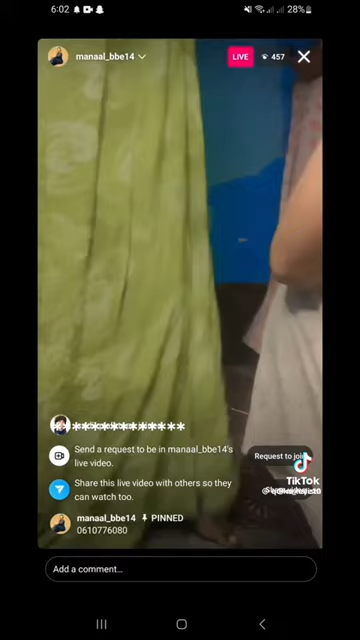 6:02
28%
manaal_bbe14
LIVE
457
************
Send a request to be in manaal_bbe14's
live video.
Request to join
Share this live video with others so they
can watch too.
TikTok
manaal_bbe14 PINNED
0610776080
Add a comment...